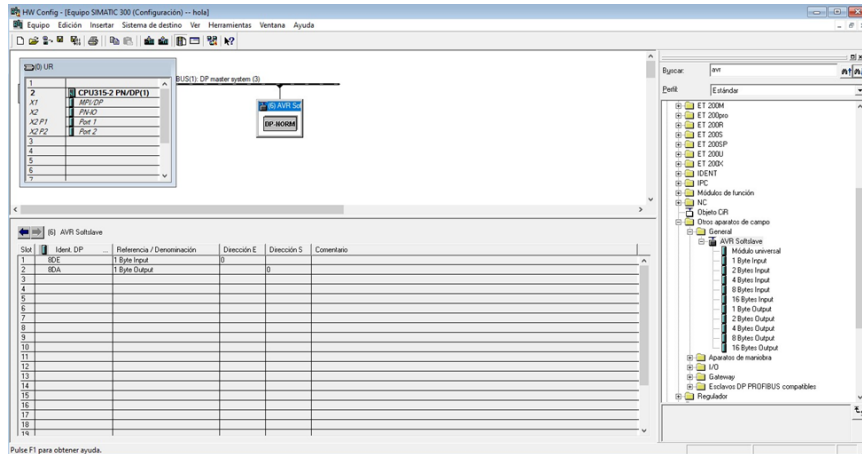 HW Config - [Equipo SIMATIC 300 (Configuración) -- hola]
Equipo Edición Insertar Sistema de destino Ver Herramientas Ventana Ayuda
(0) UR
1
2 CPU315-2 PN/DP(1)
X1 MPI/DP
X2 PN-IO
X2 P1 Port 1
X2 P2 Port 2
3
4
5
6
7
BUS(1): DP master system (3)
(6) AVR Sof
DP-NORM
(6) AVR Softslave
Slot Ident. DP ... Referencia / Denominación Dirección E Dirección S Comentario
1 8DE 1 Byte Input 0
2 8DA 1 Byte Output 0
3
4
5
6
7
8
9
10
11
12
13
14
15
16
17
18
19
Buscar: avr
Perfil: Estándar
ET 200M
ET 200pro
ET 200R
ET 200S
ET 200SP
ET 200U
ET 200X
IDENT
IPC
Módulos de función
NC
Objeto CiR
Otros aparatos de campo
General
AVR Softslave
Módulo universal
1 Byte Input
2 Bytes Input
4 Bytes Input
8 Bytes Input
16 Bytes Input
1 Byte Output
2 Bytes Output
4 Bytes Output
8 Bytes Output
16 Bytes Output
Aparatos de maniobra
I/O
Gateway
Esclavos DP PROFIBUS compatibles
Regulador
Pulse F1 para obtener ayuda.